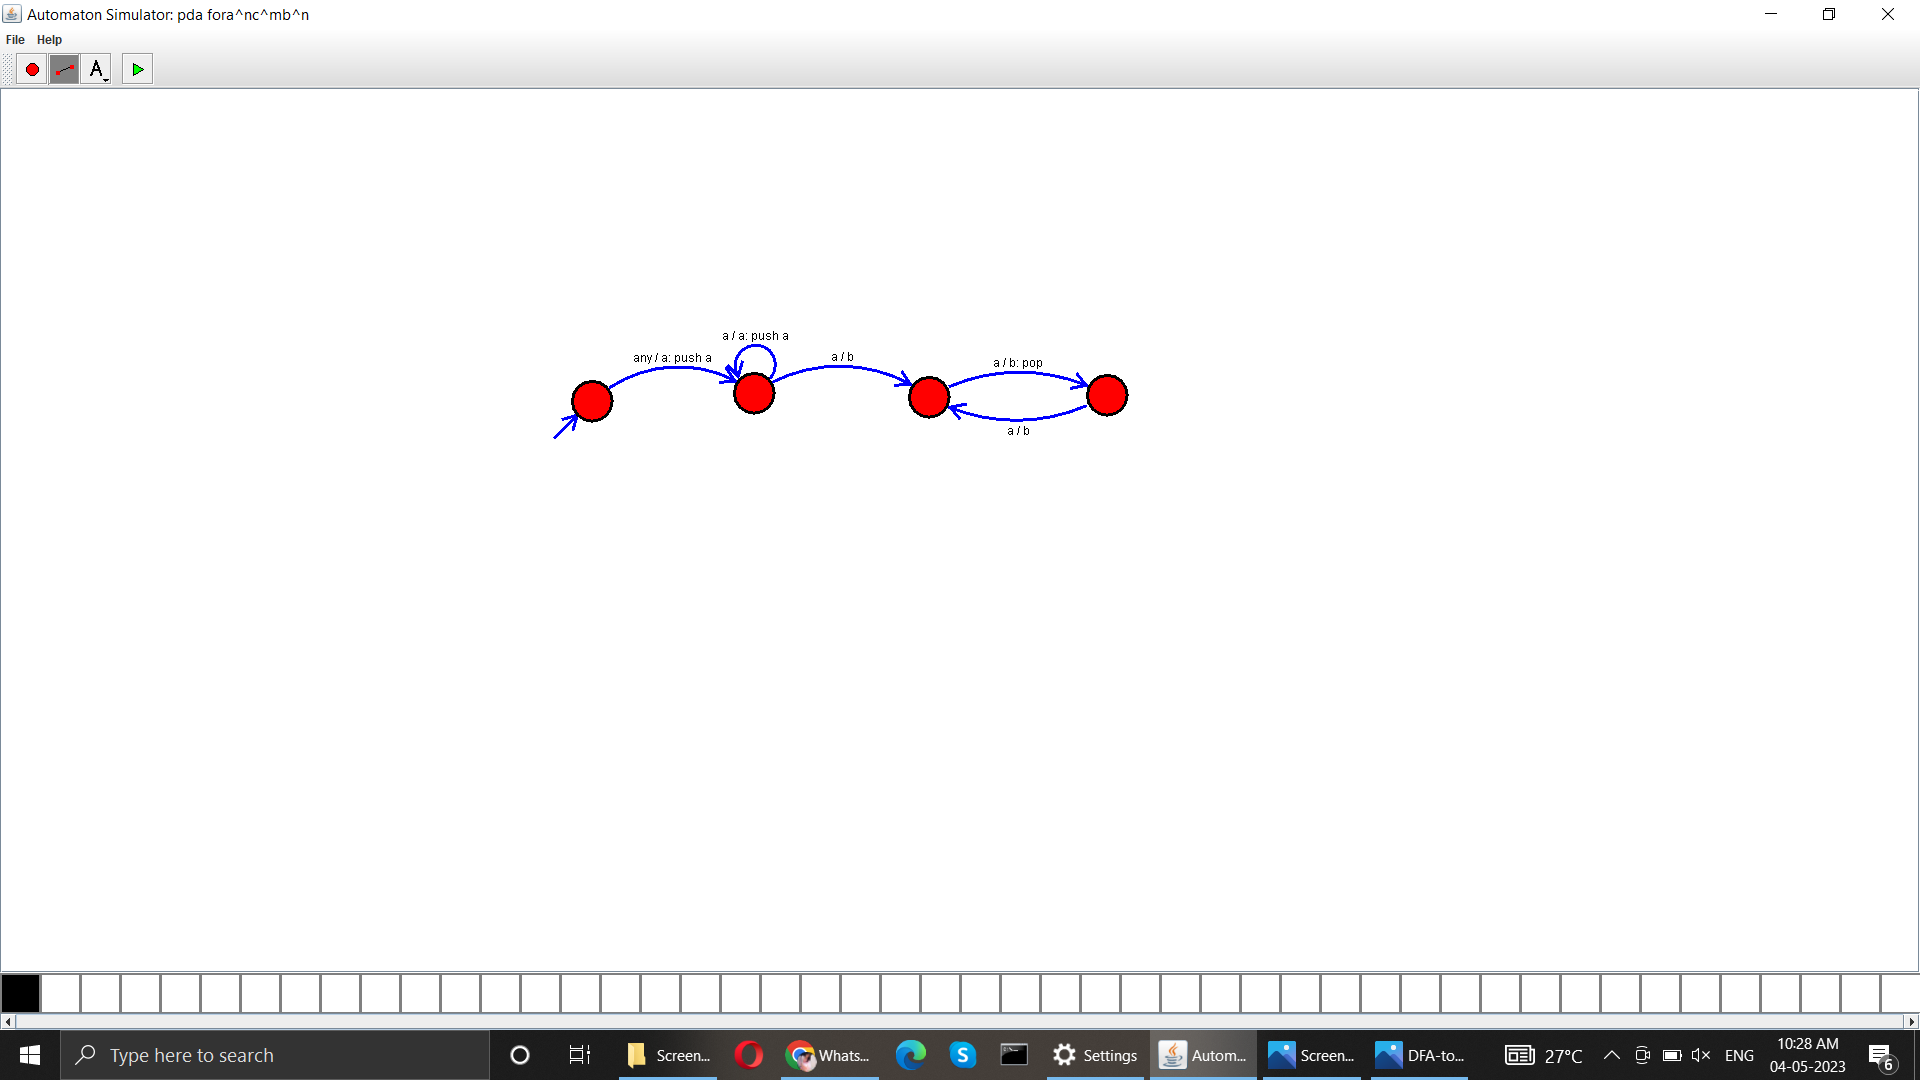 Automaton Simulator: pda fora^nc^mb^n
File Help
A
a / a: push a
any / a: push a
a / b
a / b: pop
a / b
Type here to search
Screen...
Whats...
Settings
Autom...
Screen...
DFA-to...
27°C
ENG
10:28 AM
04-05-2023
6